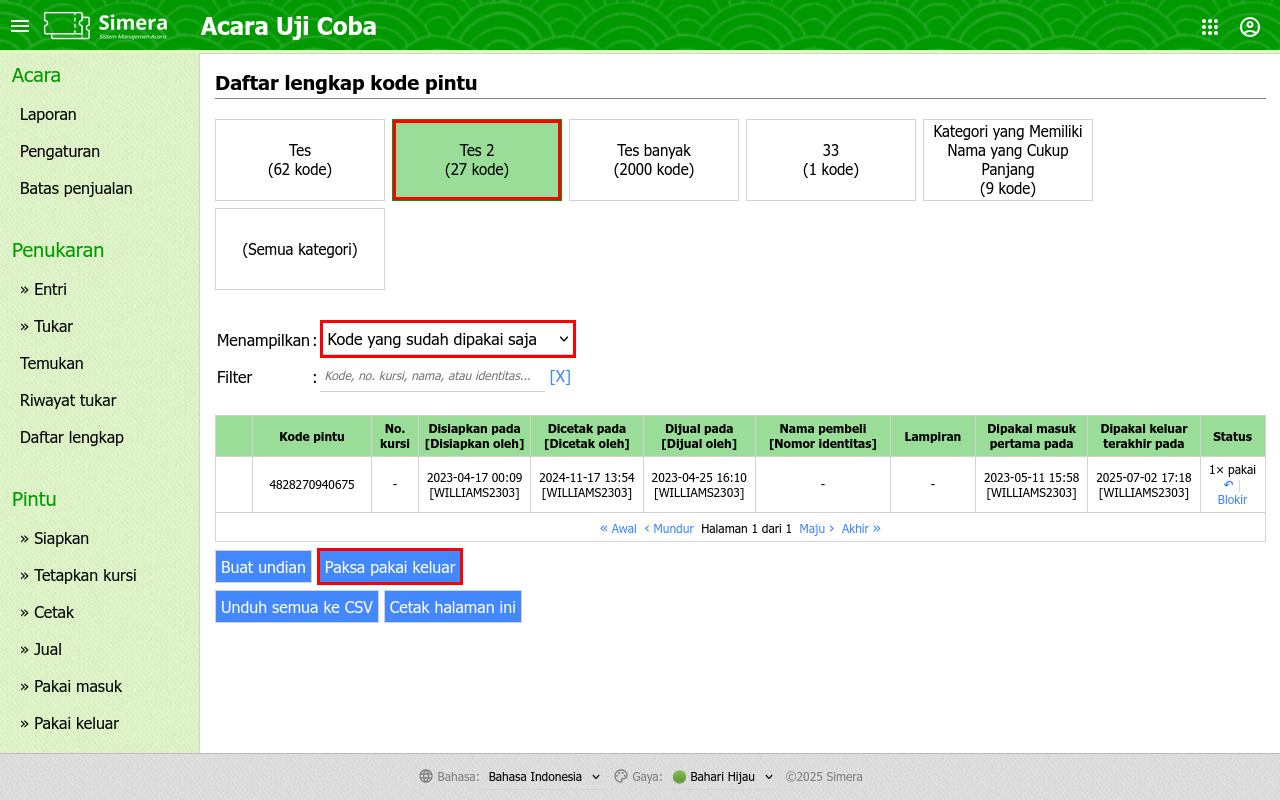 Simera
Sistem Manajemen Acara
Acara Uji Coba
Acara
Laporan
Pengaturan
Batas penjualan
Penukaran
» Entri
» Tukar
Temukan
Riwayat tukar
Daftar lengkap
Pintu
» Siapkan
» Tetapkan kursi
» Cetak
» Jual
» Pakai masuk
» Pakai keluar
Daftar lengkap kode pintu
Tes
(62 kode)
Tes 2
(27 kode)
Tes banyak
(2000 kode)
33
(1 kode)
Kategori yang Memiliki
Nama yang Cukup
Panjang
(9 kode)
(Semua kategori)
Menampilkan : Kode yang sudah dipakai saja
Filter : Kode, no. kursi, nama, atau identitas... [X]
Kode pintu
No.
kursi
Disiapkan pada
[Disiapkan oleh]
Dicetak pada
[Dicetak oleh]
Dijual pada
[Dijual oleh]
Nama pembeli
[Nomor identitas]
Lampiran
Dipakai masuk
pertama pada
Dipakai keluar
terakhir pada
Status
4828270940675
-
2023-04-17 00:09
[WILLIAMS2303]
2024-11-17 13:54
[WILLIAMS2303]
2023-04-25 16:10
[WILLIAMS2303]
-
-
2023-05-11 15:58
[WILLIAMS2303]
2025-07-02 17:18
[WILLIAMS2303]
1× pakai
↶ |
Blokir
« Awal ‹ Mundur Halaman 1 dari 1 Maju › Akhir »
Buat undian
Paksa pakai keluar
Unduh semua ke CSV
Cetak halaman ini
Bahasa: Bahasa Indonesia Gaya: Bahari Hijau ©2025 Simera